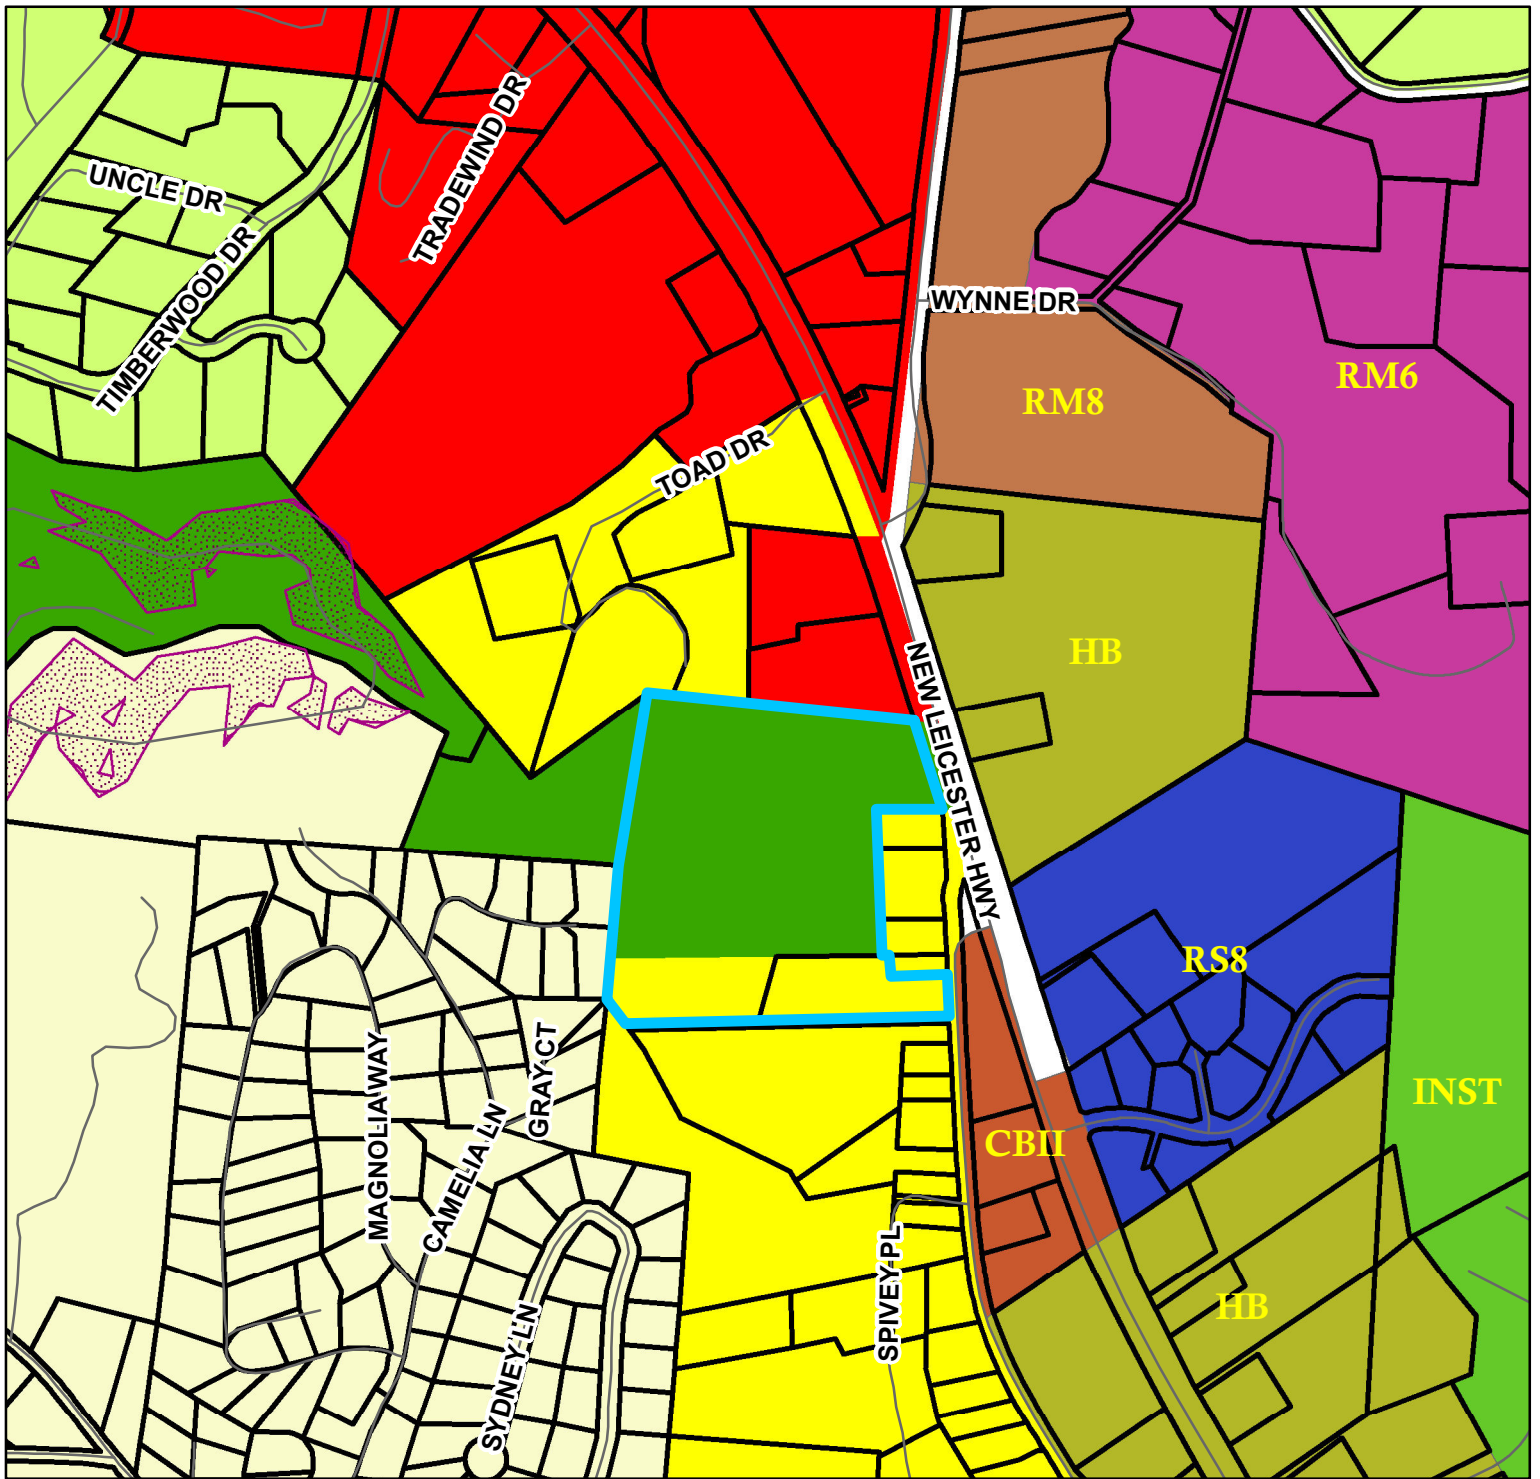 TRADEWIND DR
UNCLE DR
TIMBERWOOD DR
WYNNE DR
RM6
RM8
TOAD DR
HB
NEW LEICESTER HWY
RS8
MAGNOLIA WAY
GRAY CT
CAMELIA LN
INST
CBII
SPIVEY PL
HB
SYDNEY LN